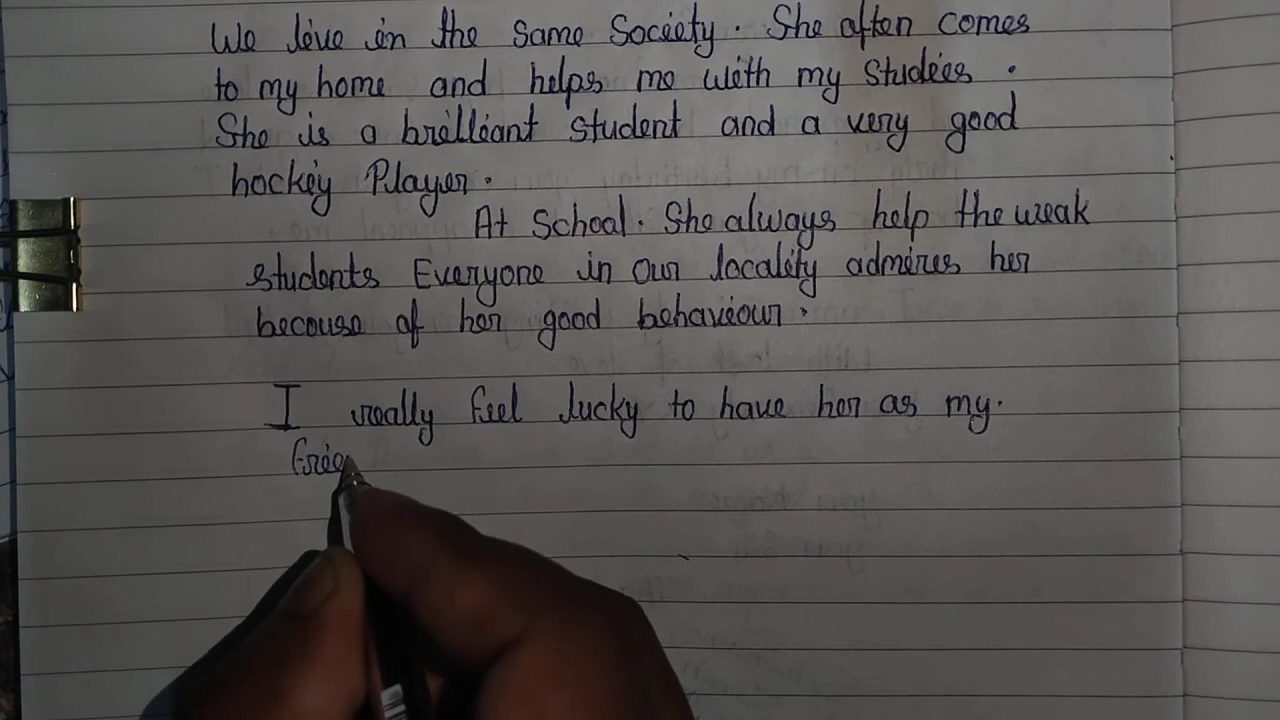 We live in the Same Society. She often comes
to my home and helps me with my studies.
She is a brilliant student and a very good
hockey Player.
At School. She always help the weak
students Everyone in our locality admires her
because of her good behaviour.
I really feel lucky to have her as my.